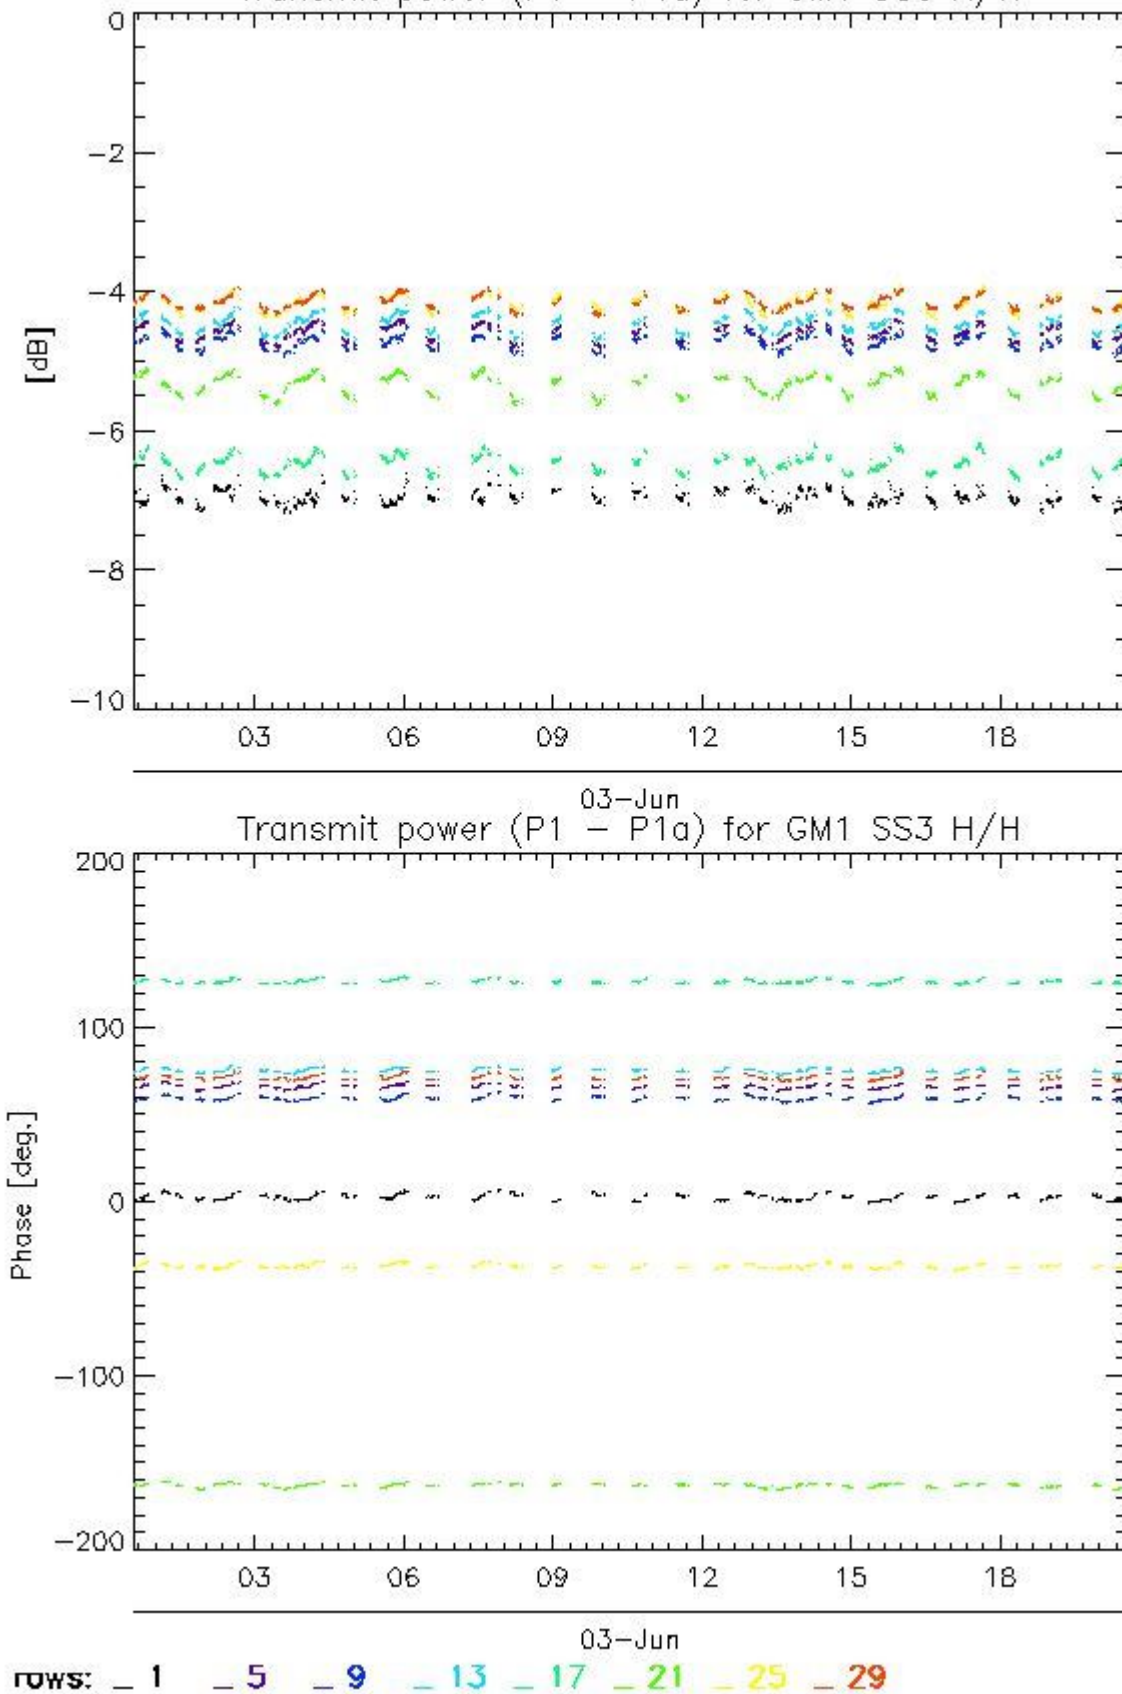 0
−2
−4
[dB]
−6
−8
−10
03 06 09 12 15 18
03-Jun
Transmit power (P1 − P1a) for GM1 SS3 H/H
200
100
Phase [deg.]
0
−100
−200
03 06 09 12 15 18
03-Jun
rows: _ 1 _ 5 _ 9 _ 13 _ 17 _ 21 _ 25 _ 29